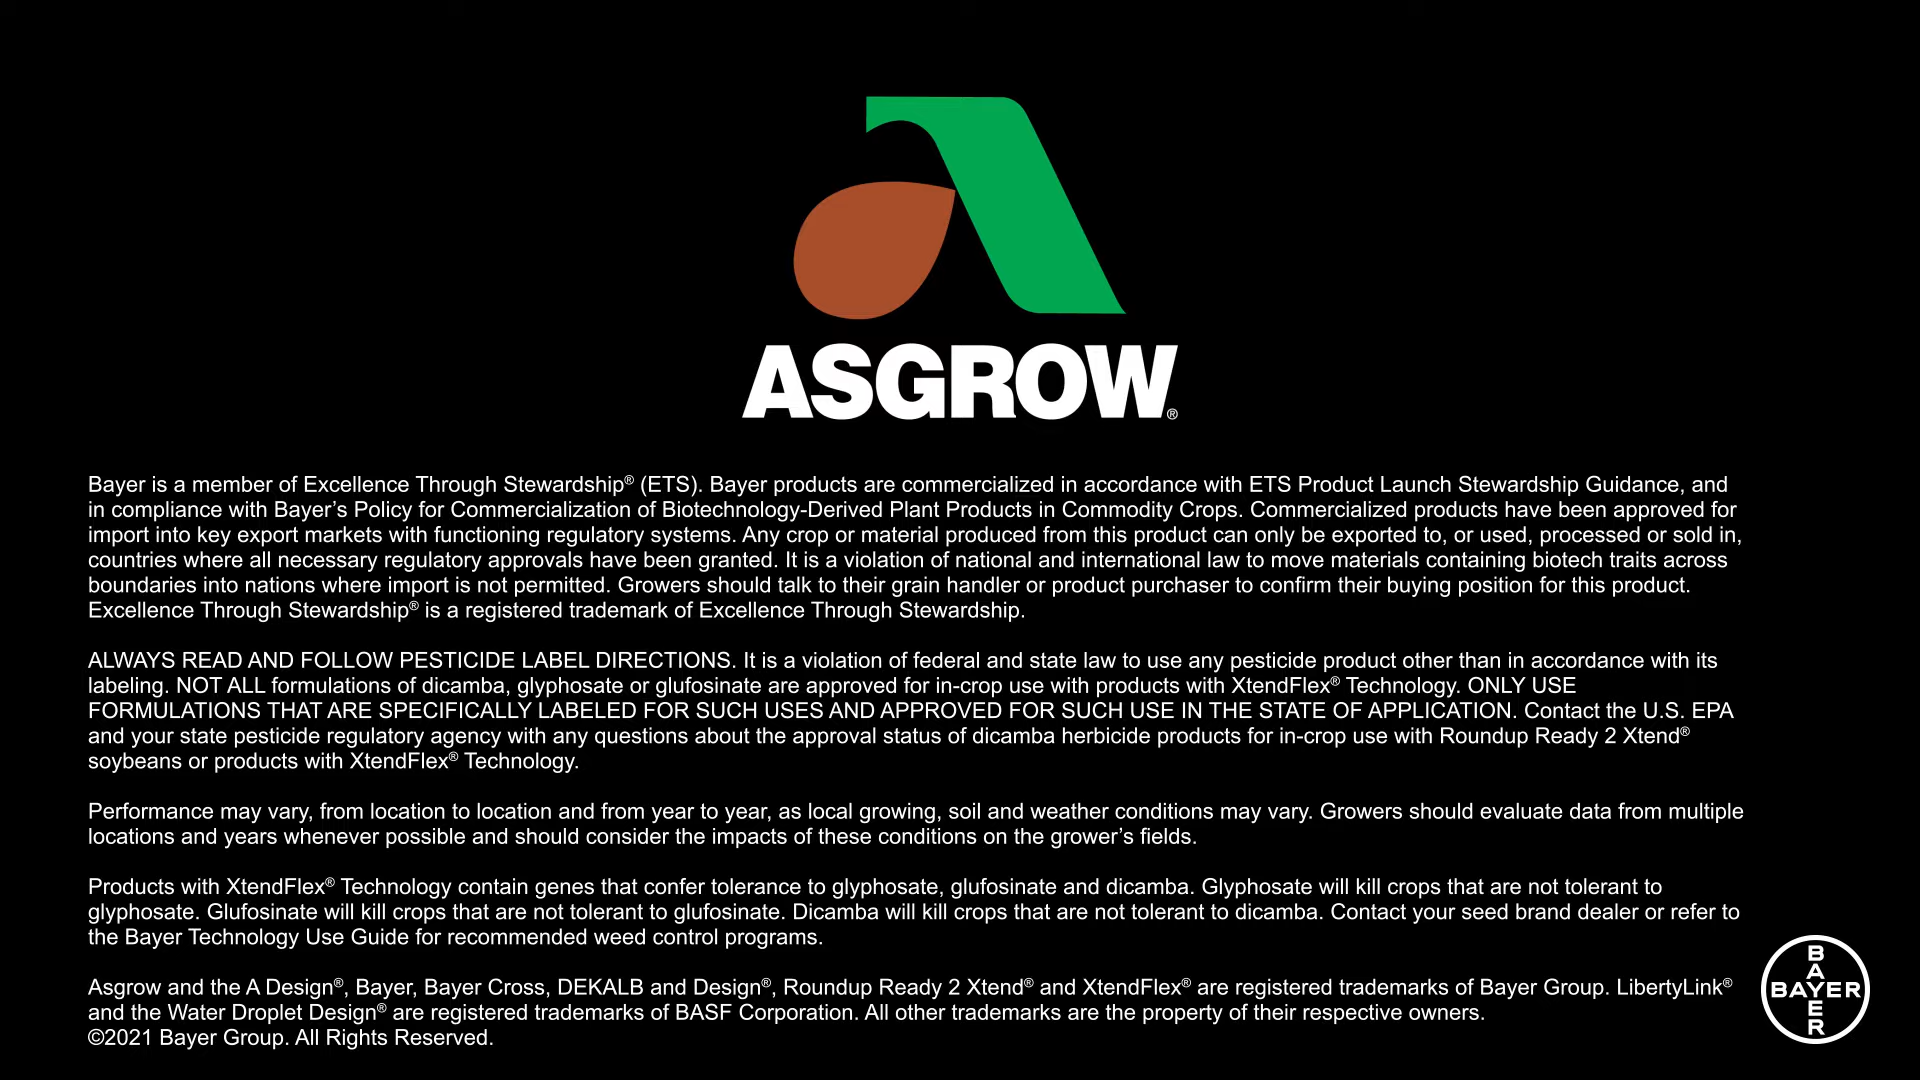 ASGROW®
Bayer is a member of Excellence Through Stewardship® (ETS). Bayer products are commercialized in accordance with ETS Product Launch Stewardship Guidance, and
in compliance with Bayer’s Policy for Commercialization of Biotechnology-Derived Plant Products in Commodity Crops. Commercialized products have been approved for
import into key export markets with functioning regulatory systems. Any crop or material produced from this product can only be exported to, or used, processed or sold in,
countries where all necessary regulatory approvals have been granted. It is a violation of national and international law to move materials containing biotech traits across
boundaries into nations where import is not permitted. Growers should talk to their grain handler or product purchaser to confirm their buying position for this product.
Excellence Through Stewardship® is a registered trademark of Excellence Through Stewardship.
ALWAYS READ AND FOLLOW PESTICIDE LABEL DIRECTIONS. It is a violation of federal and state law to use any pesticide product other than in accordance with its
labeling. NOT ALL formulations of dicamba, glyphosate or glufosinate are approved for in-crop use with products with XtendFlex® Technology. ONLY USE
FORMULATIONS THAT ARE SPECIFICALLY LABELED FOR SUCH USES AND APPROVED FOR SUCH USE IN THE STATE OF APPLICATION. Contact the U.S. EPA
and your state pesticide regulatory agency with any questions about the approval status of dicamba herbicide products for in-crop use with Roundup Ready 2 Xtend®
soybeans or products with XtendFlex® Technology.
Performance may vary, from location to location and from year to year, as local growing, soil and weather conditions may vary. Growers should evaluate data from multiple
locations and years whenever possible and should consider the impacts of these conditions on the grower’s fields.
Products with XtendFlex® Technology contain genes that confer tolerance to glyphosate, glufosinate and dicamba. Glyphosate will kill crops that are not tolerant to
glyphosate. Glufosinate will kill crops that are not tolerant to glufosinate. Dicamba will kill crops that are not tolerant to dicamba. Contact your seed brand dealer or refer to
the Bayer Technology Use Guide for recommended weed control programs.
Asgrow and the A Design®, Bayer, Bayer Cross, DEKALB and Design®, Roundup Ready 2 Xtend® and XtendFlex® are registered trademarks of Bayer Group. LibertyLink®
and the Water Droplet Design® are registered trademarks of BASF Corporation. All other trademarks are the property of their respective owners.
©2021 Bayer Group. All Rights Reserved.
BAYER
BAYER